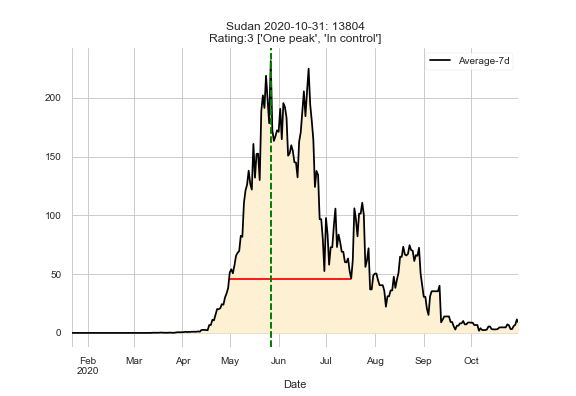 Sudan 2020-10-31: 13804
Rating:3 ['One peak', 'In control']
Average-7d
200
150
100
50
0
Feb Mar Apr May Jun Jul Aug Sep Oct
2020
Date